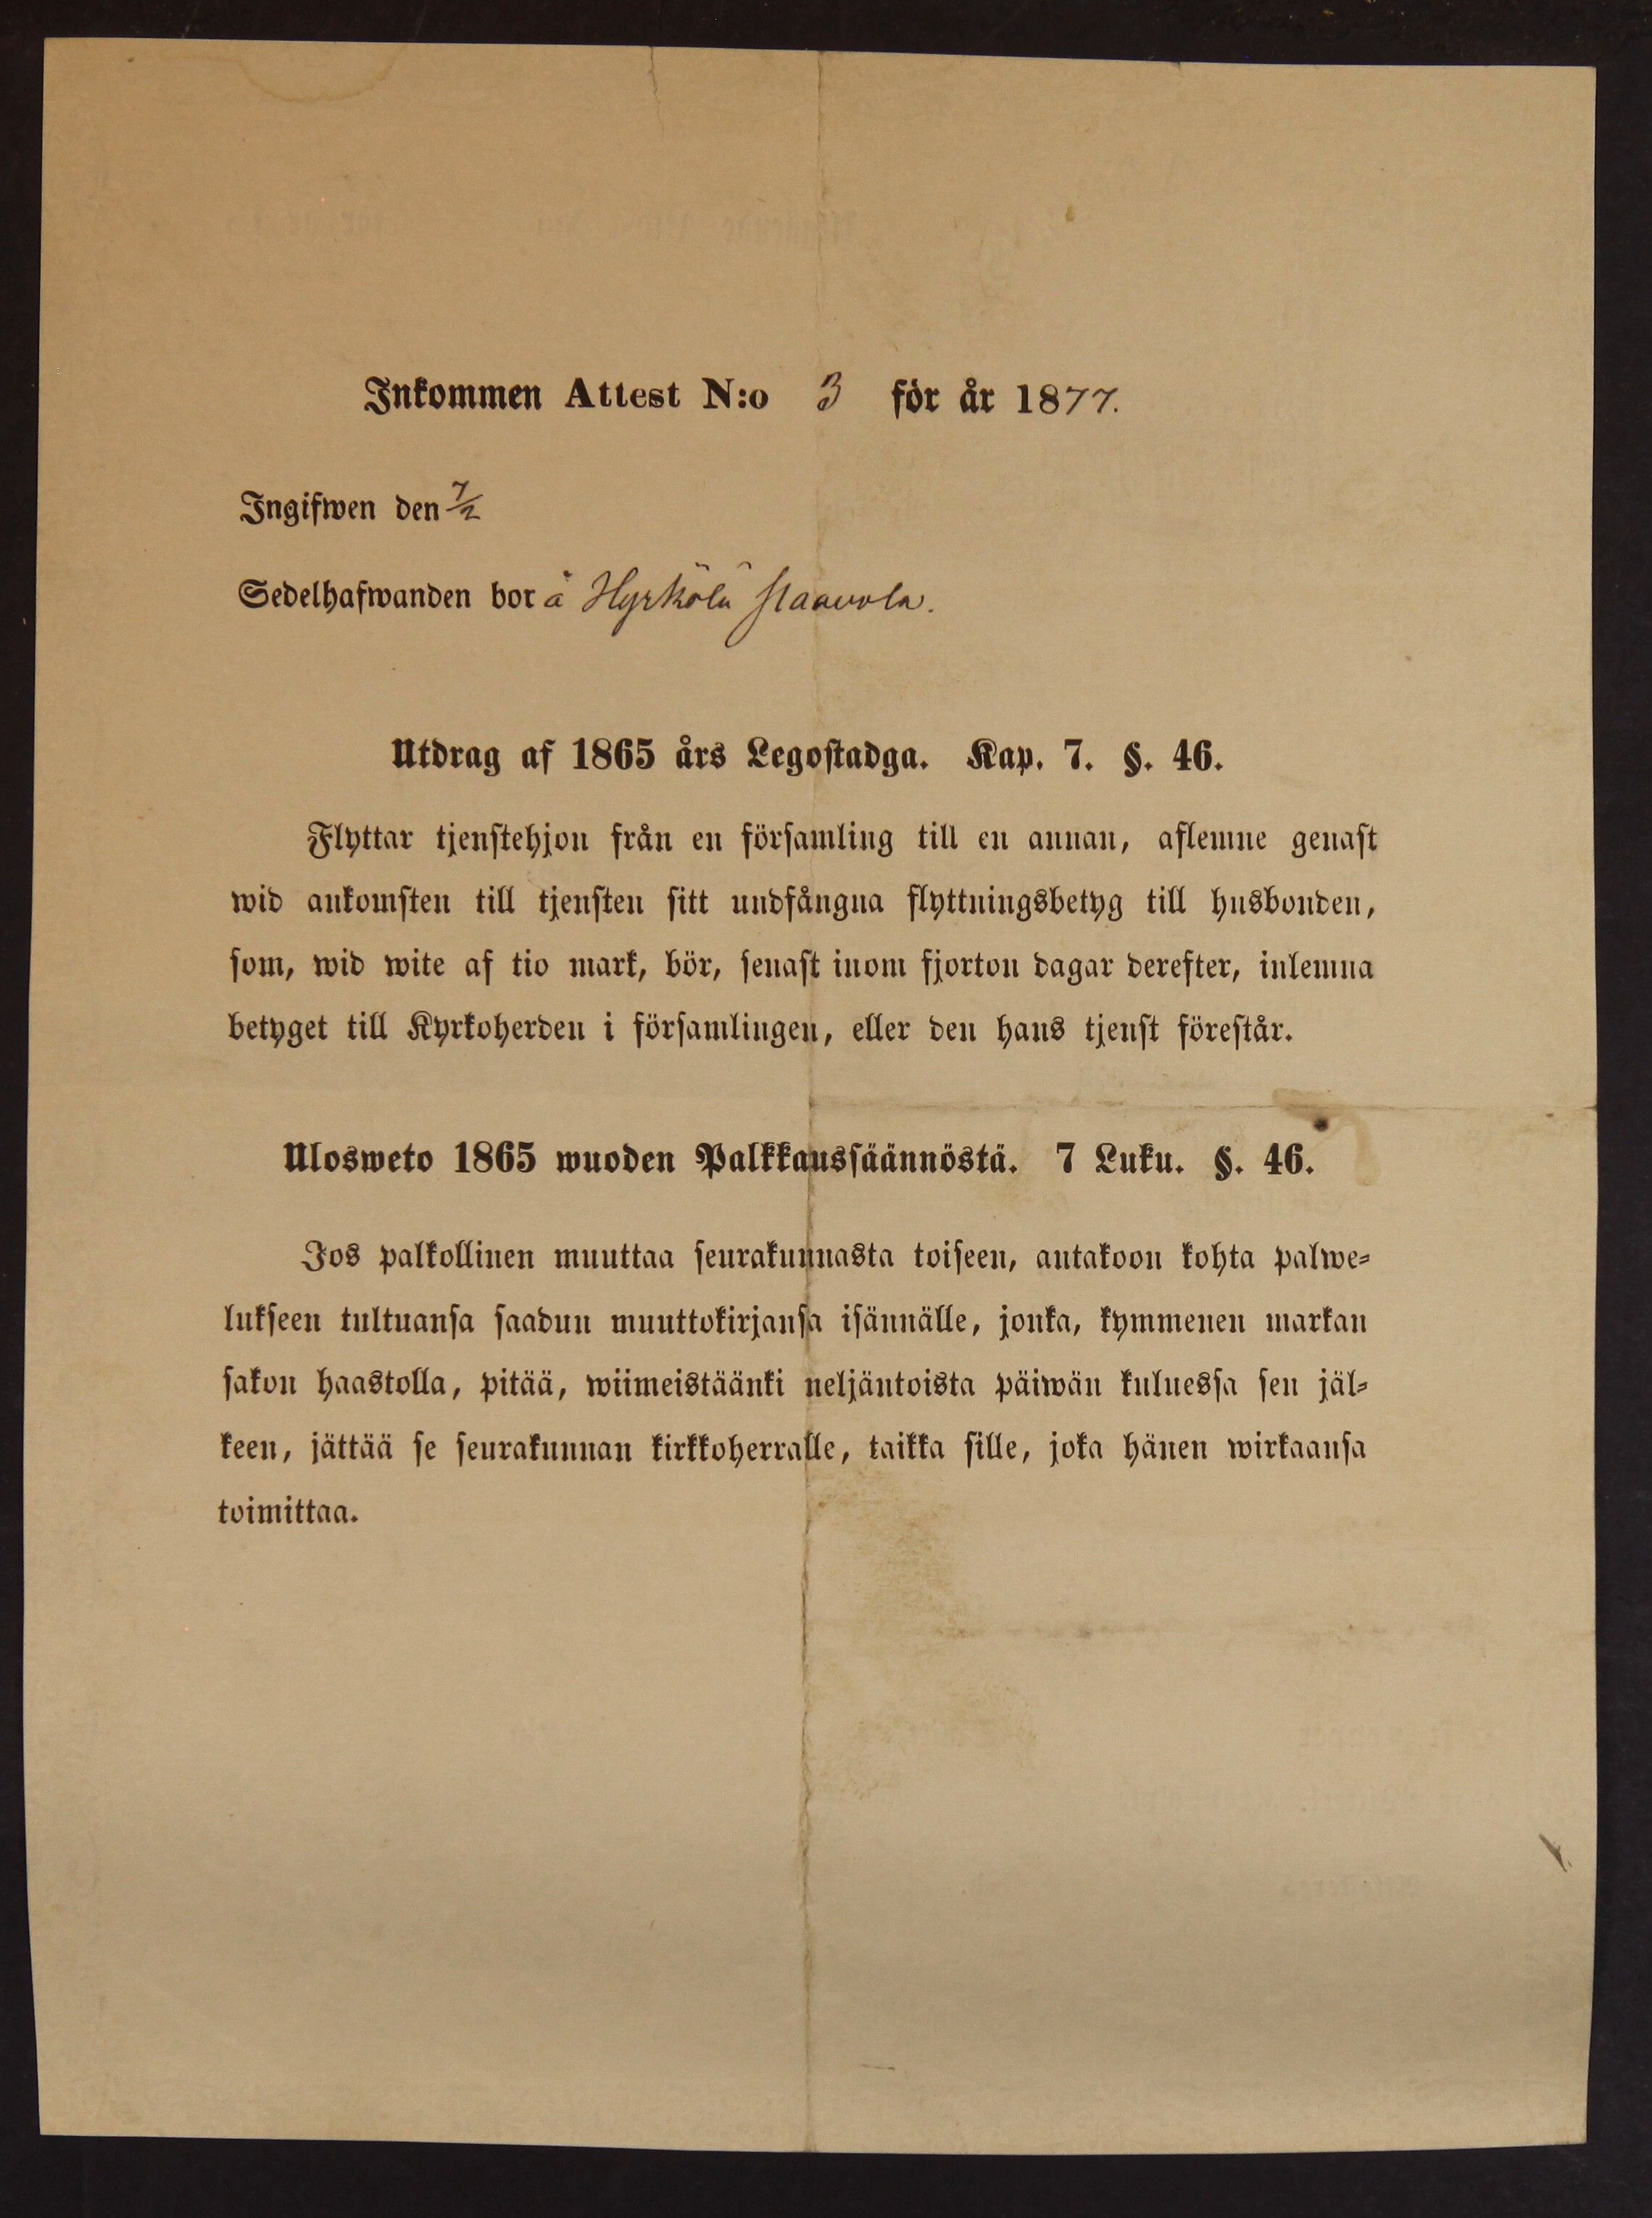 Inkommen Attest N:o 3 för år 1877.
Ingifwen den 7/2
Sedelhafwanden bor å Hyrkölä Staavola.
Utdrag af 1865 års Legostadga. Kap. 7. §. 46.
Flyttar tjenstehjon från en församling till en annan, aflemne genast
wid ankomsten till tjensten sitt undfångna flyttningsbetyg till husbonden,
som, wid wite af tio mark, bör, senast inom fjorton dagar derefter, inlemna
betyget till Kyrkoherden i församlingen, eller den hans tjenst förestår.
Ulosweto 1865 wuoden Palkkaussäännöstä. 7 Luku. §. 46.
Jos palkollinen muuttaa seurakunnasta toiseen, antakoon kohta palwe=
lukseen tultuansa saadun muuttokirjansa isännälle, jonka, kymmenen markan
sakon haastolla, pitää, wiimeistäänki neljäntoista päiwän kuluessa sen jäl=
keen, jättää se seurakunnan kirkkoherralle, taikka sille, joka hänen wirkaansa
toimittaa.